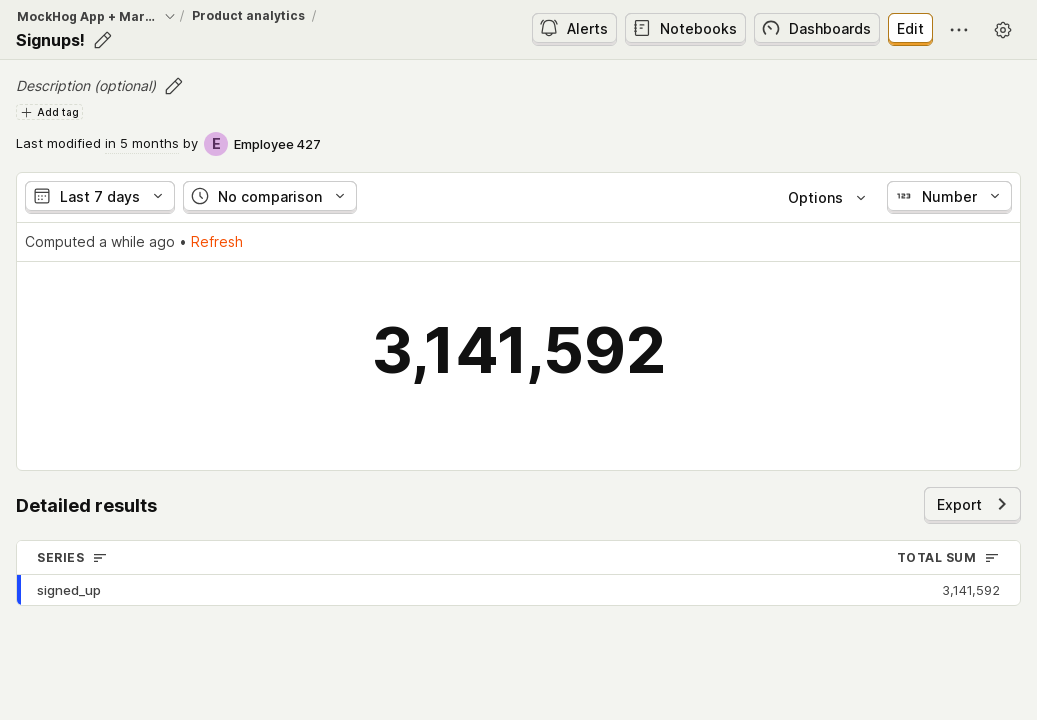 MockHog App + Mar... / Product analytics /
Signups!
Alerts Notebooks Dashboards Edit
Description (optional)
Add tag
Last modified in 5 months by E Employee 427
Last 7 days No comparison Options 123 Number
Computed a while ago • Refresh
3,141,592
Detailed results
Export
SERIES TOTAL SUM
signed_up 3,141,592